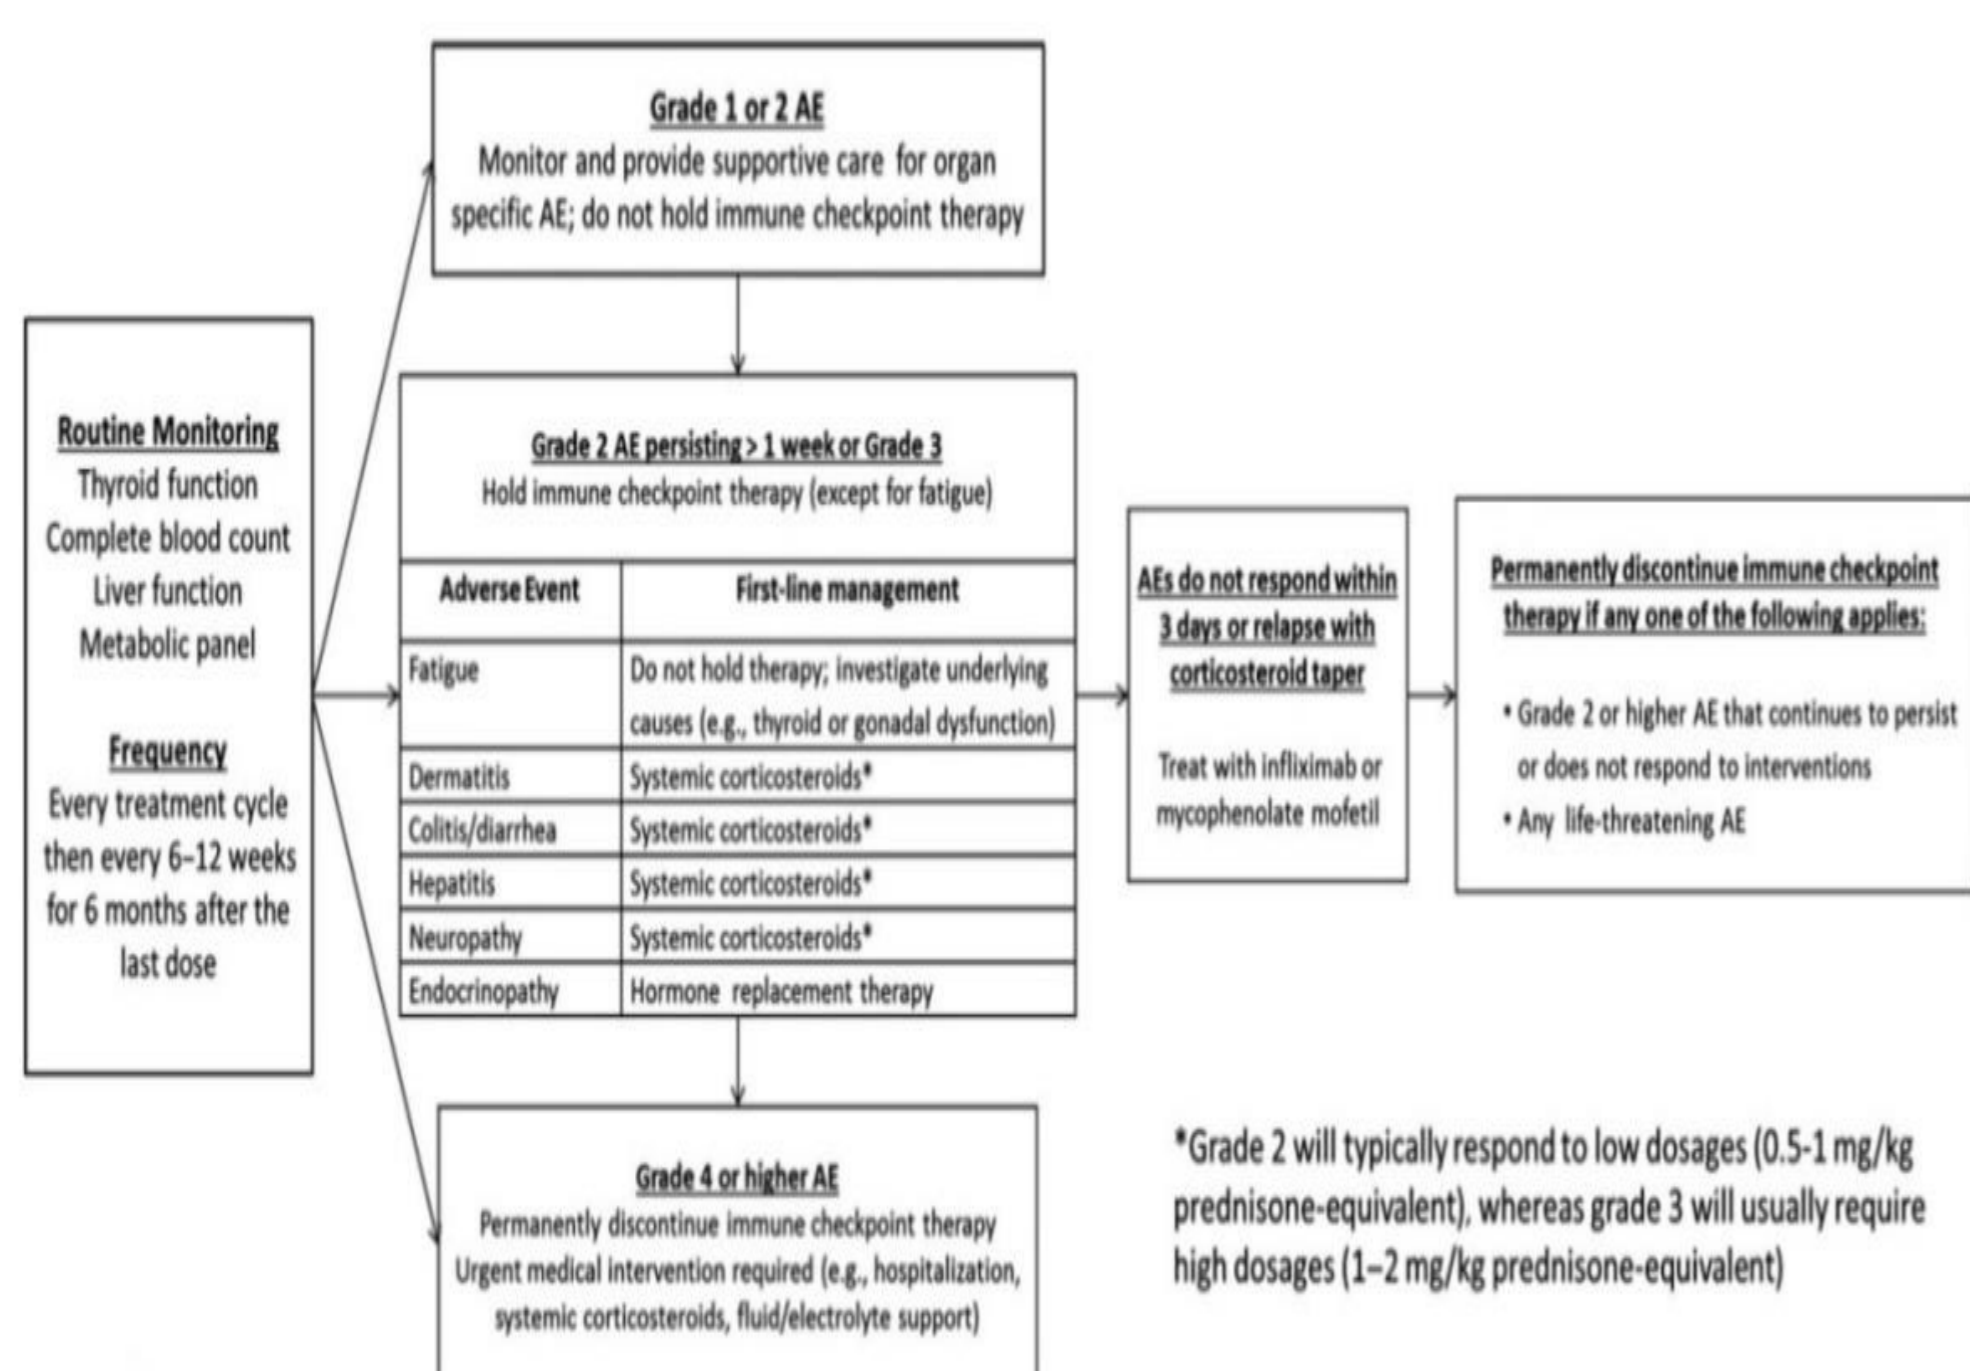 Grade 1 or 2 AE
Monitor and provide supportive care for organ
specific AE; do not hold immune checkpoint therapy
Routine Monitoring
Thyroid function
Complete blood count
Liver function
Metabolic panel
Frequency
Every treatment cycle
then every 6–12 weeks
for 6 months after the
last dose
Grade 2 AE persisting > 1 week or Grade 3
Hold immune checkpoint therapy (except for fatigue)
Adverse Event First-line management
Fatigue Do not hold therapy; investigate underlying
causes (e.g., thyroid or gonadal dysfunction)
Dermatitis Systemic corticosteroids*
Colitis/diarrhea Systemic corticosteroids*
Hepatitis Systemic corticosteroids*
Neuropathy Systemic corticosteroids*
Endocrinopathy Hormone replacement therapy
AEs do not respond within
3 days or relapse with
corticosteroid taper
Treat with infliximab or
mycophenolate mofetil
Permanently discontinue immune checkpoint
therapy if any one of the following applies:
• Grade 2 or higher AE that continues to persist
or does not respond to interventions
• Any life-threatening AE
Grade 4 or higher AE
Permanently discontinue immune checkpoint therapy
Urgent medical intervention required (e.g., hospitalization,
systemic corticosteroids, fluid/electrolyte support)
*Grade 2 will typically respond to low dosages (0.5-1 mg/kg
prednisone-equivalent), whereas grade 3 will usually require
high dosages (1–2 mg/kg prednisone-equivalent)